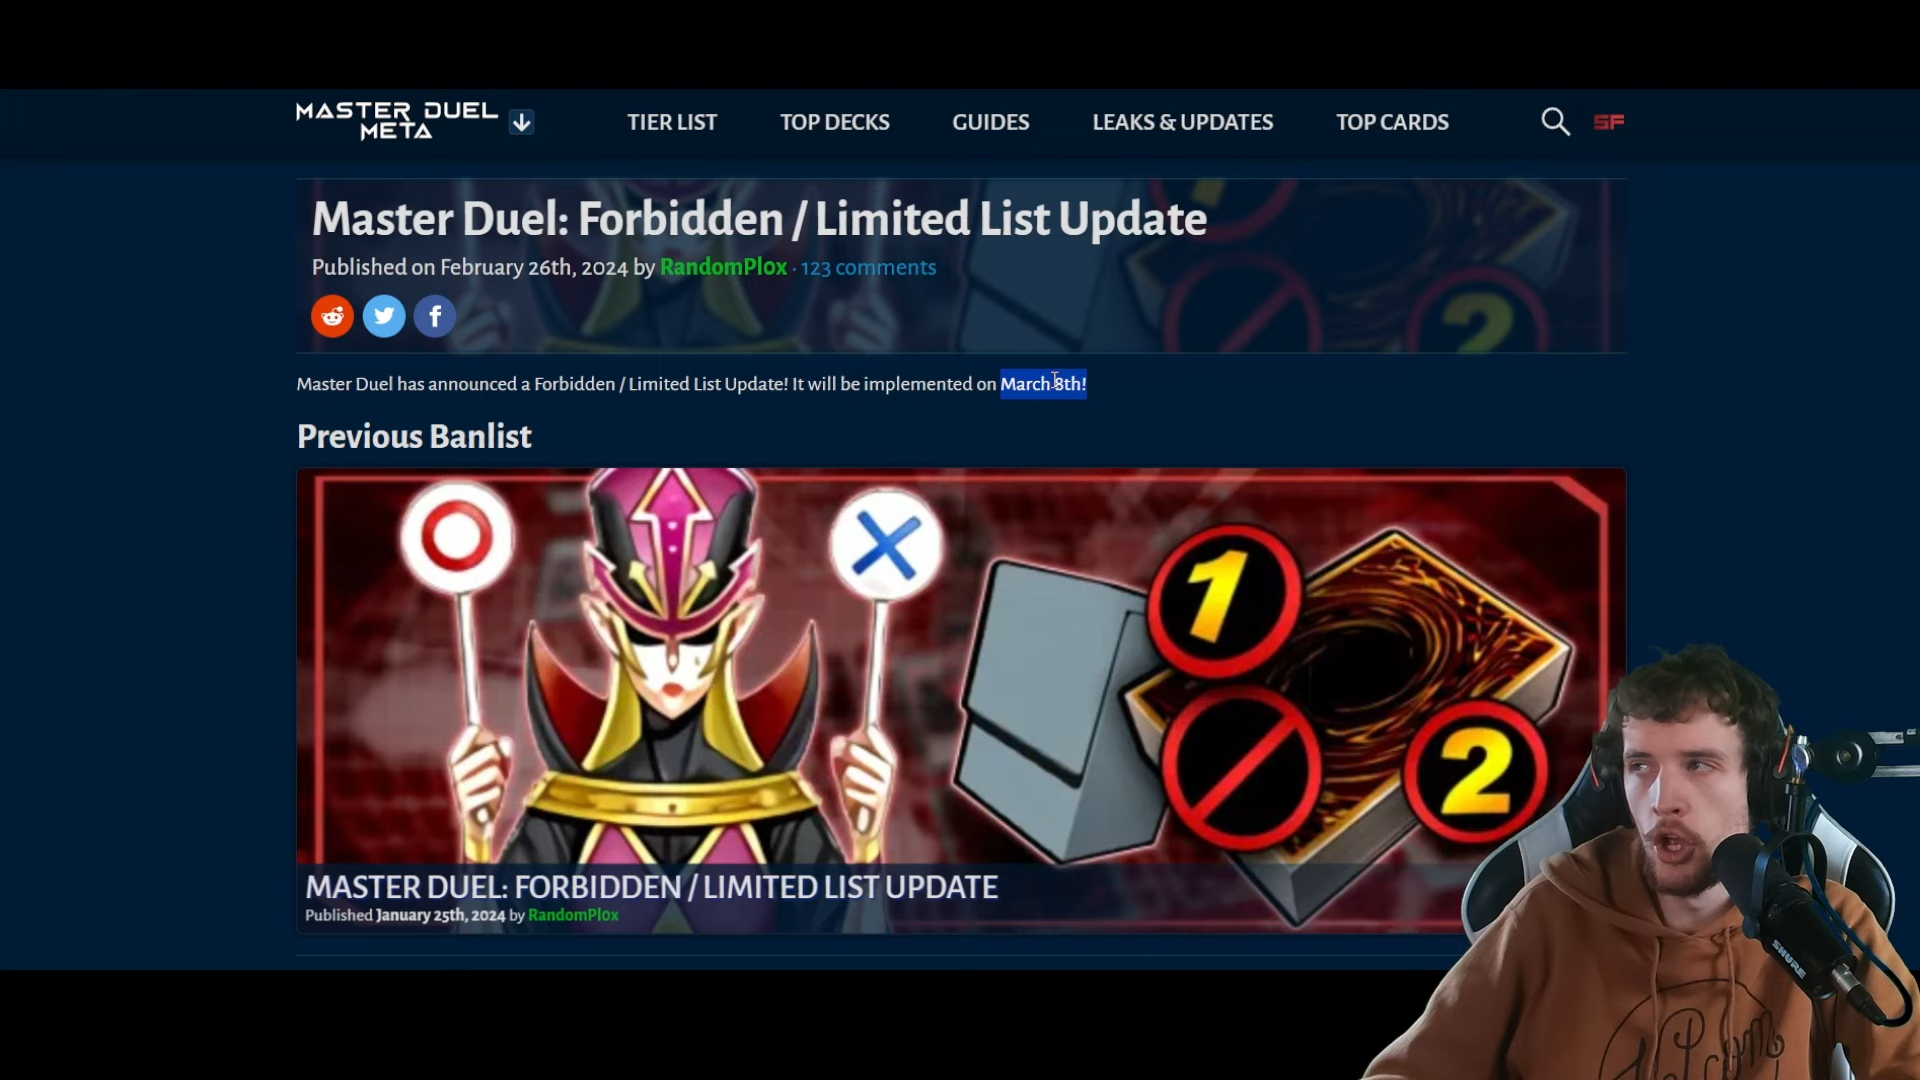 MASTER DUEL
META
TIER LIST
TOP DECKS
GUIDES
LEAKS & UPDATES
TOP CARDS
SF
Master Duel: Forbidden / Limited List Update
Published on February 26th, 2024 by RandomPlox · 123 comments
Master Duel has announced a Forbidden / Limited List Update! It will be implemented on March 8th!
Previous Banlist
1
2
MASTER DUEL: FORBIDDEN / LIMITED LIST UPDATE
Published January 25th, 2024 by RandomPlox
SHURE